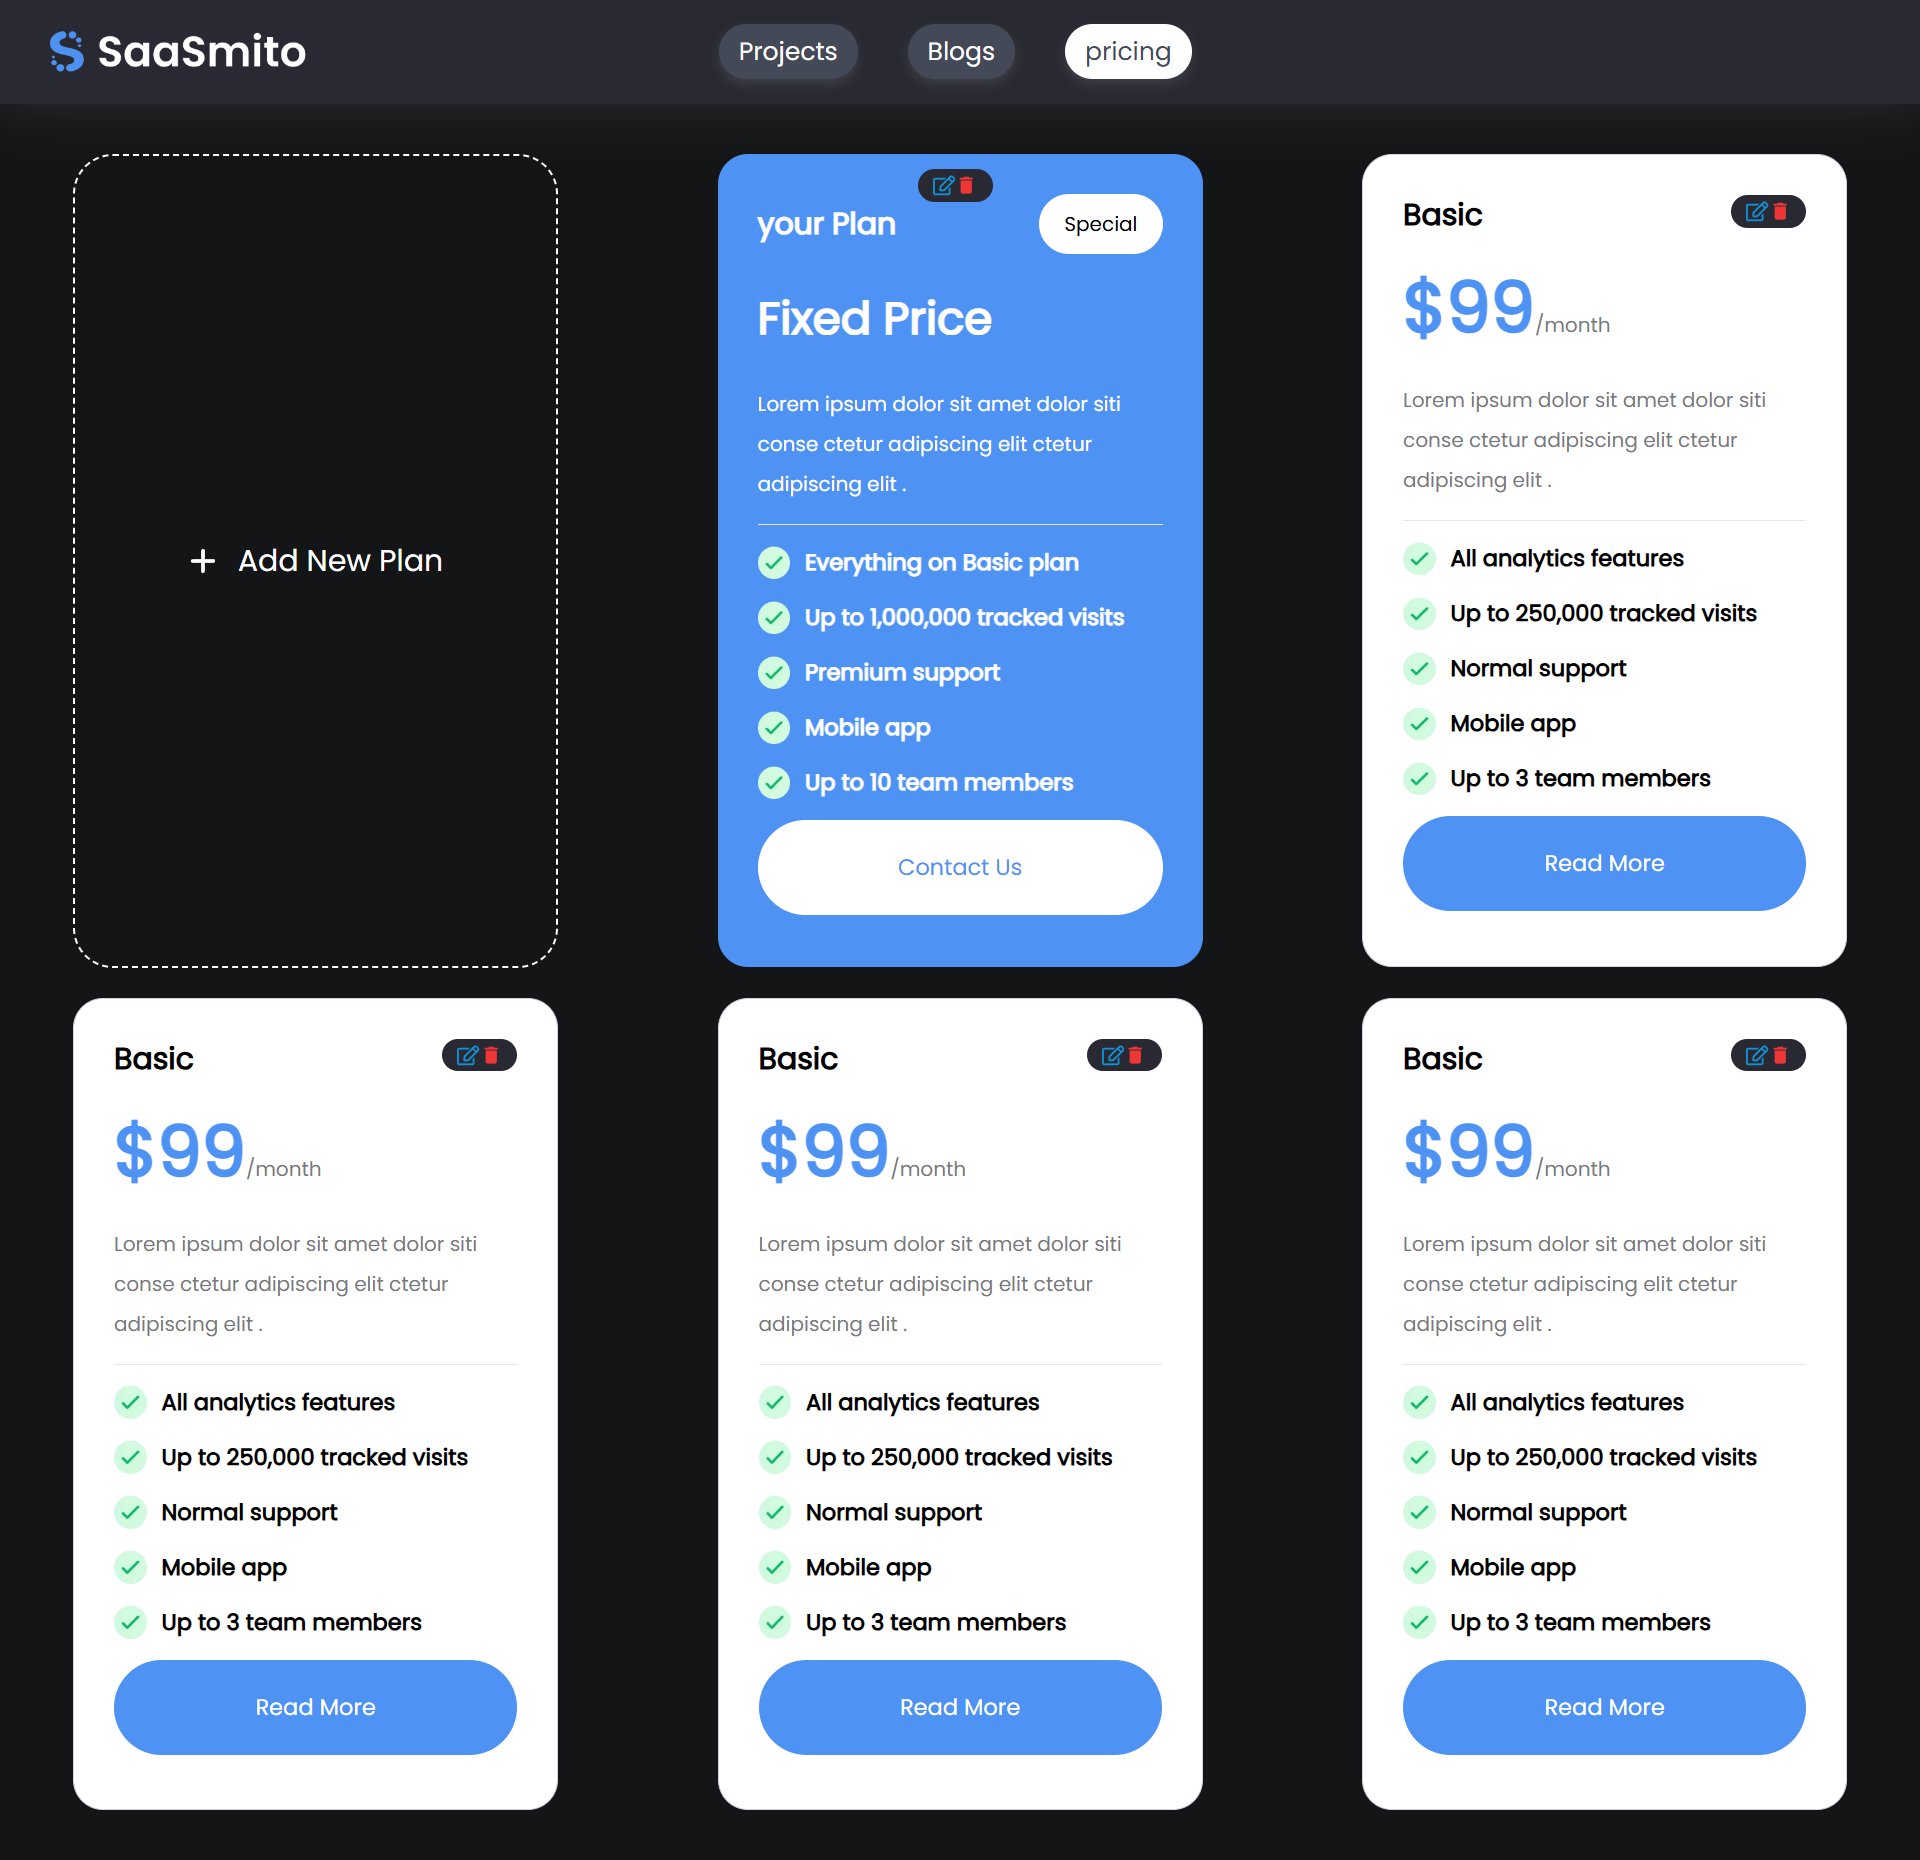 SaaSmito
Projects
Blogs
pricing
Add New Plan
your Plan
Special
Fixed Price
Lorem ipsum dolor sit amet dolor siti
conse ctetur adipiscing elit ctetur
adipiscing elit .
Everything on Basic plan
Up to 1,000,000 tracked visits
Premium support
Mobile app
Up to 10 team members
Contact Us
Basic
$99/month
Lorem ipsum dolor sit amet dolor siti
conse ctetur adipiscing elit ctetur
adipiscing elit .
All analytics features
Up to 250,000 tracked visits
Normal support
Mobile app
Up to 3 team members
Read More
Basic
$99/month
Lorem ipsum dolor sit amet dolor siti
conse ctetur adipiscing elit ctetur
adipiscing elit .
All analytics features
Up to 250,000 tracked visits
Normal support
Mobile app
Up to 3 team members
Read More
Basic
$99/month
Lorem ipsum dolor sit amet dolor siti
conse ctetur adipiscing elit ctetur
adipiscing elit .
All analytics features
Up to 250,000 tracked visits
Normal support
Mobile app
Up to 3 team members
Read More
Basic
$99/month
Lorem ipsum dolor sit amet dolor siti
conse ctetur adipiscing elit ctetur
adipiscing elit .
All analytics features
Up to 250,000 tracked visits
Normal support
Mobile app
Up to 3 team members
Read More